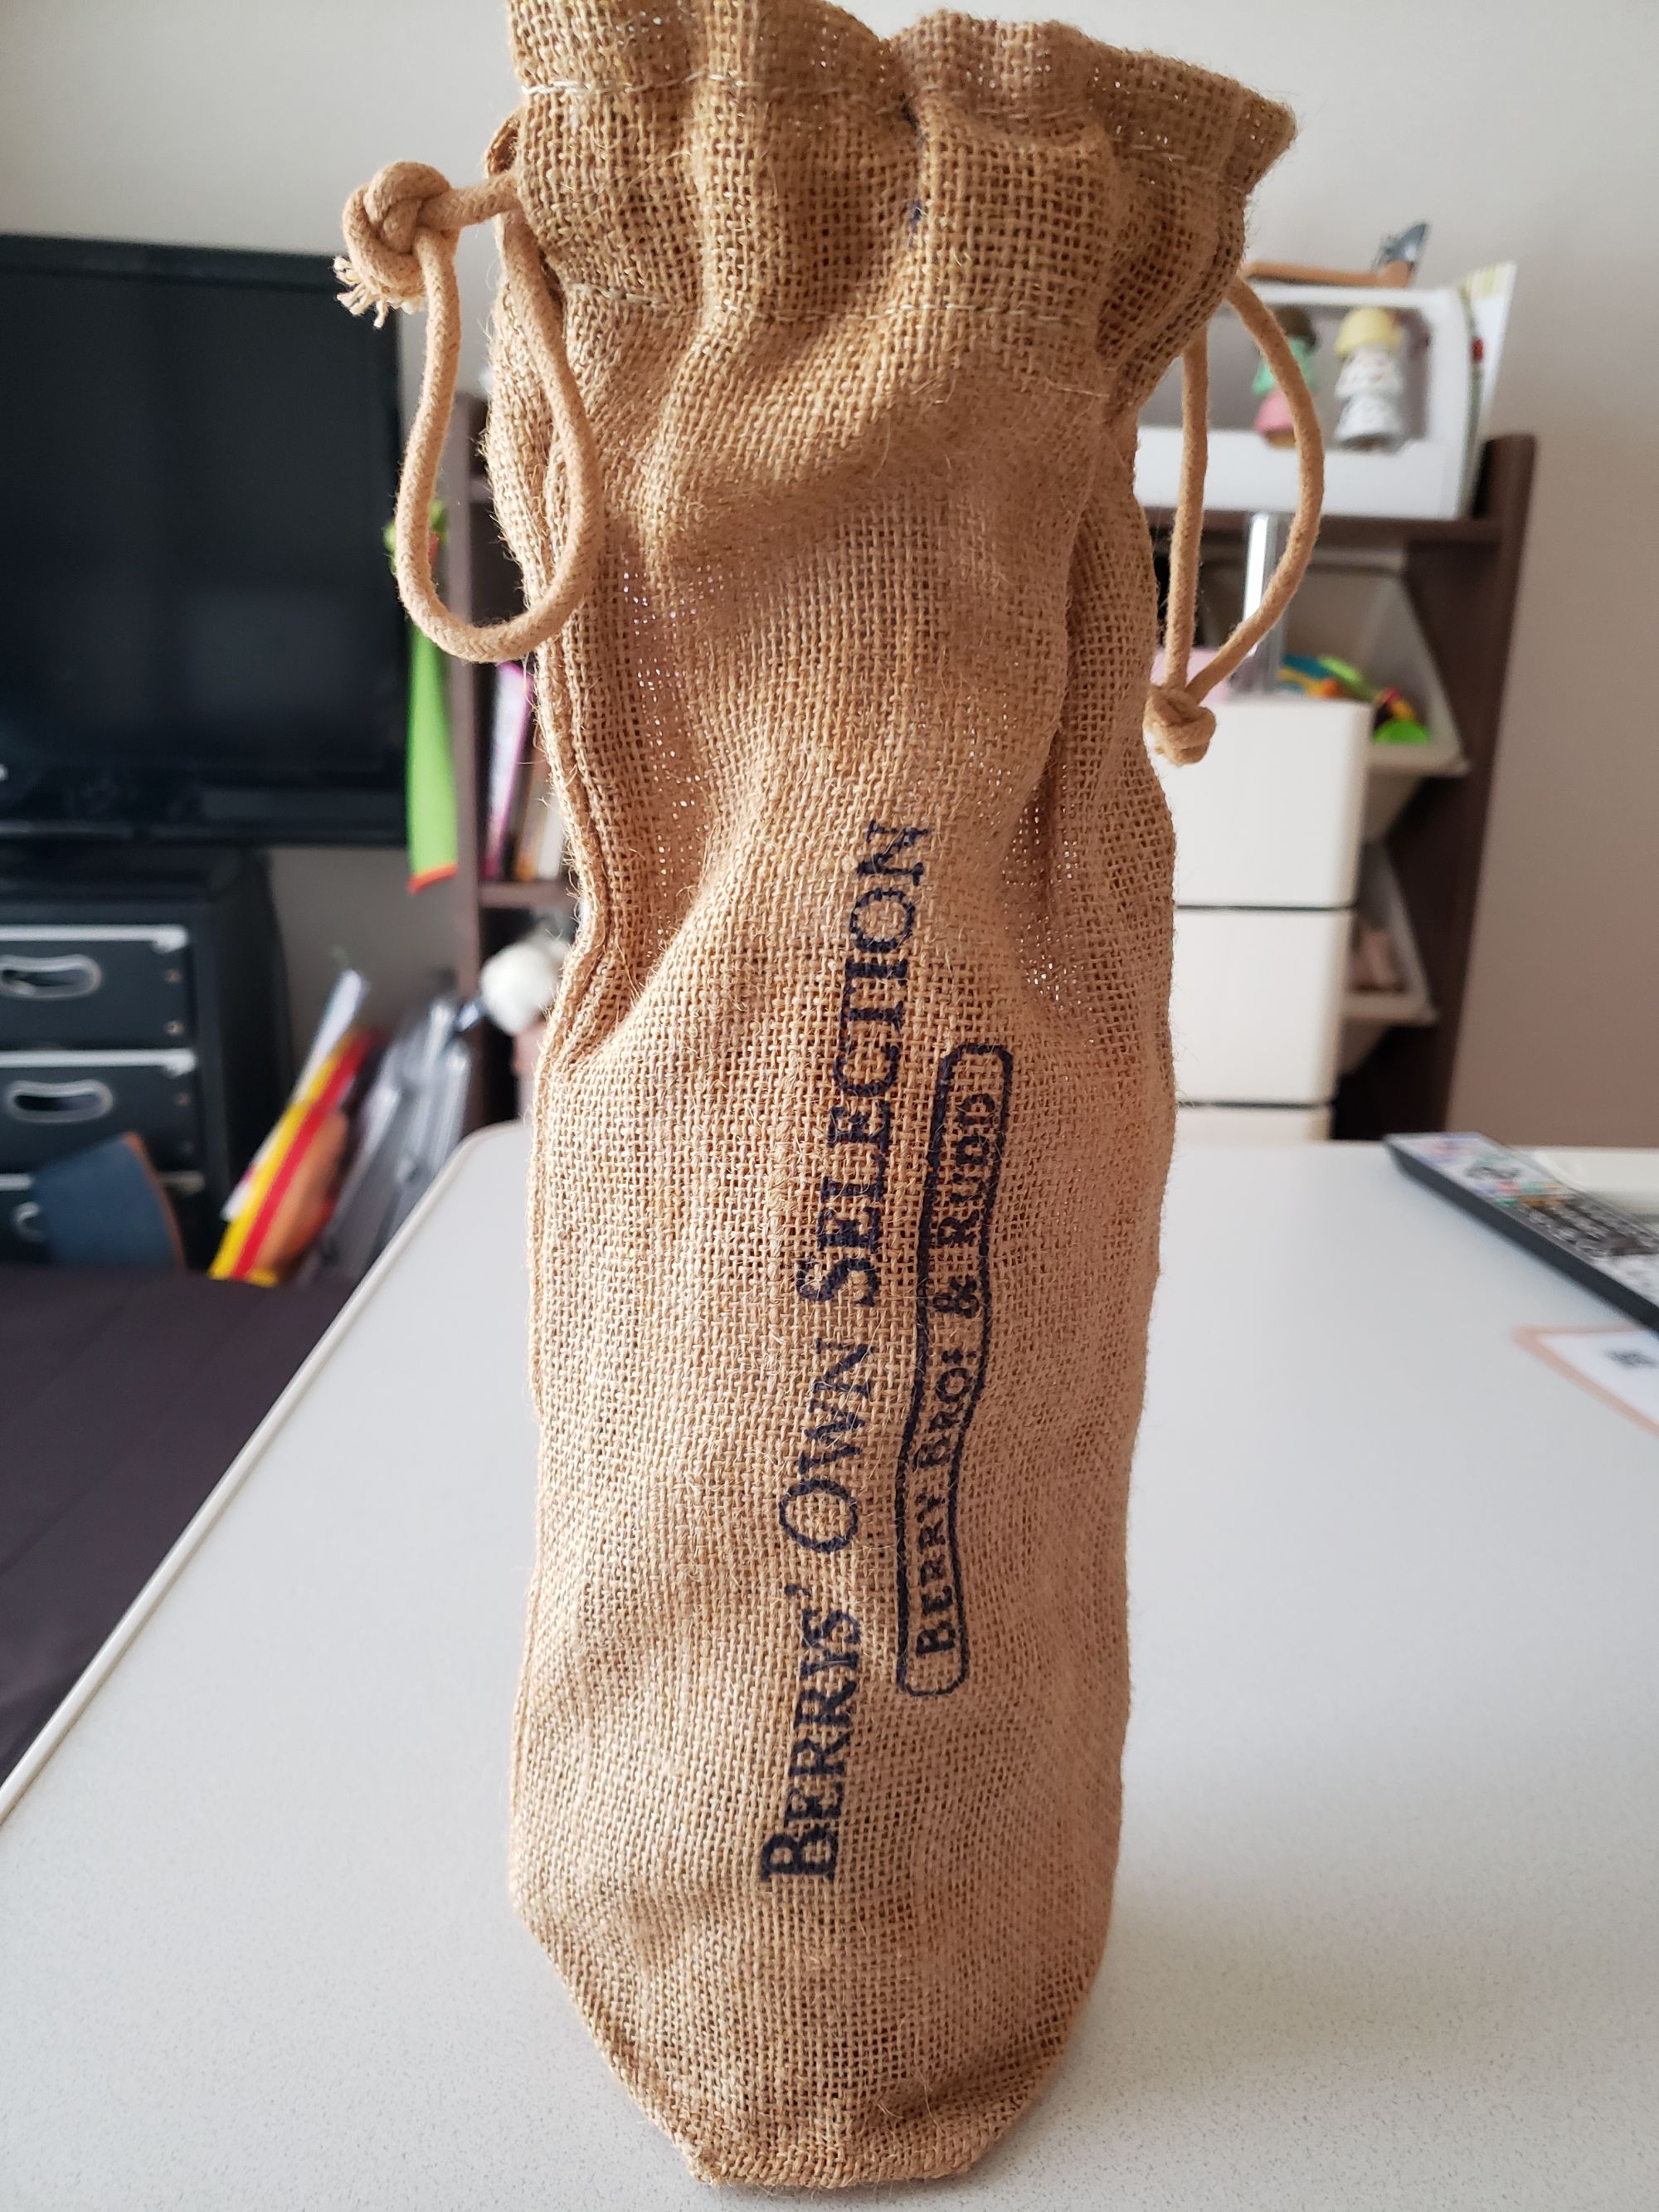 BERRYS' OWN SELECTION
BERRY BROS & RUDD